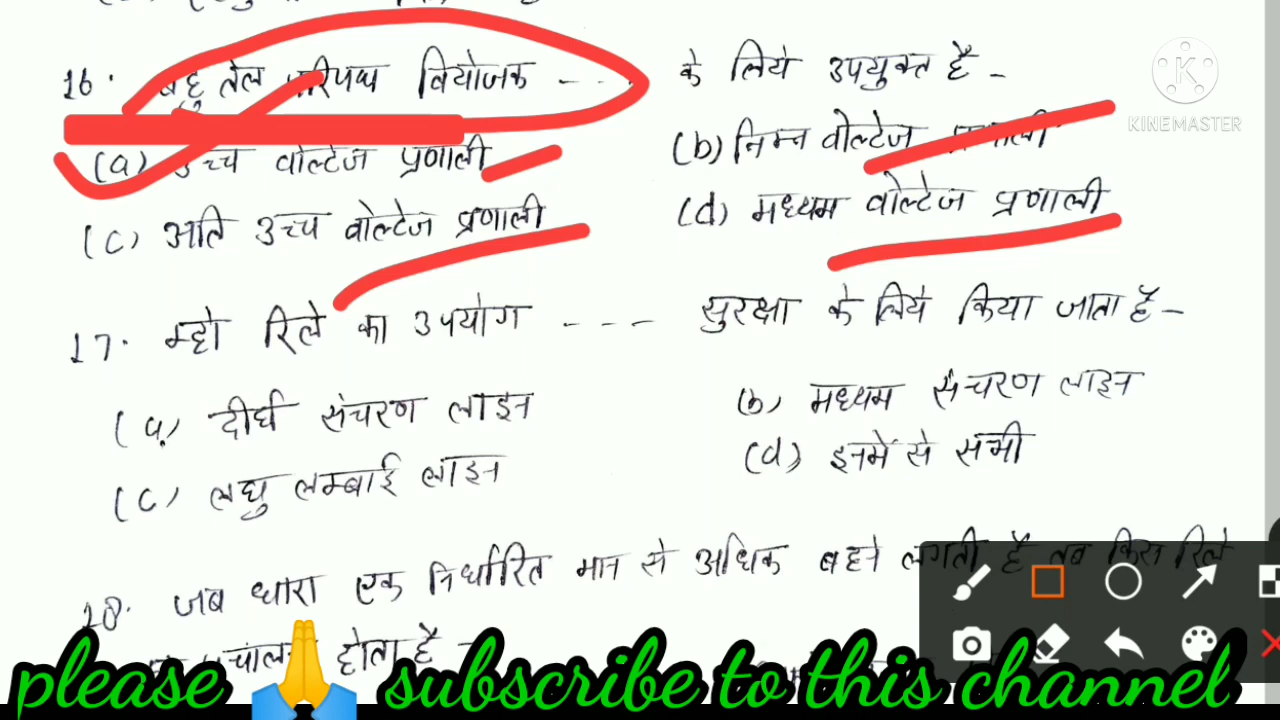 16. बहु तेल परिपथ वियोजक --- के लिये उपयुक्त है -
KINEMASTER
(a) उच्च वोल्टेज प्रणाली (b) निम्न वोल्टेज प्रणाली
(c) अति उच्च वोल्टेज प्रणाली (d) मध्यम वोल्टेज प्रणाली
17. म्हो रिले का उपयोग --- सुरक्षा के लिये किया जाता है -
(a) दीर्घ संचरण लाइन (b) मध्यम संचरण लाइन
(c) लघु लम्बाई लाइन (d) इनमें से सभी
18. जब धारा एक निर्धारित मान से अधिक बहने लगती है तब किस रिले
होता है -
please 🙏 subscribe to this channel